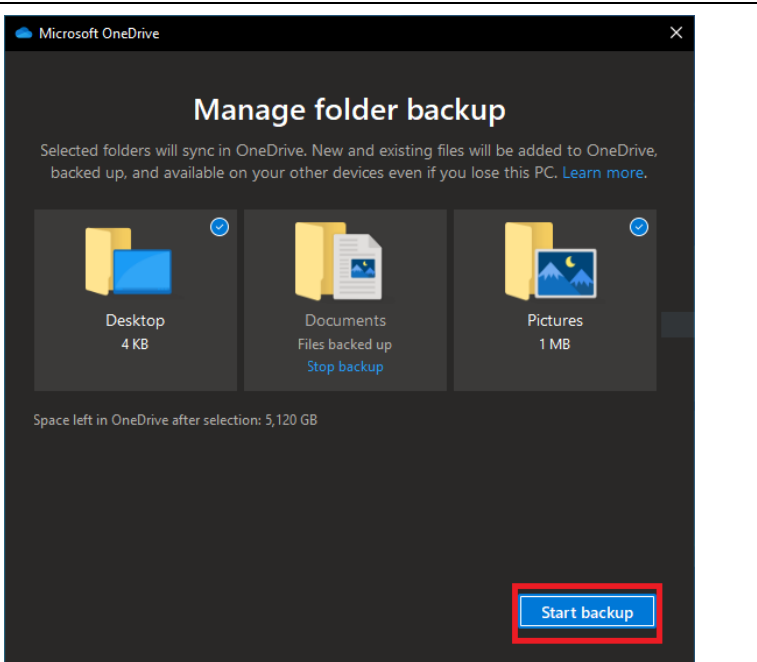 Microsoft OneDrive
Manage folder backup
Selected folders will sync in OneDrive. New and existing files will be added to OneDrive,
backed up, and available on your other devices even if you lose this PC. Learn more.
Desktop
4 KB
Documents
Files backed up
Stop backup
Pictures
1 MB
Space left in OneDrive after selection: 5,120 GB
Start backup